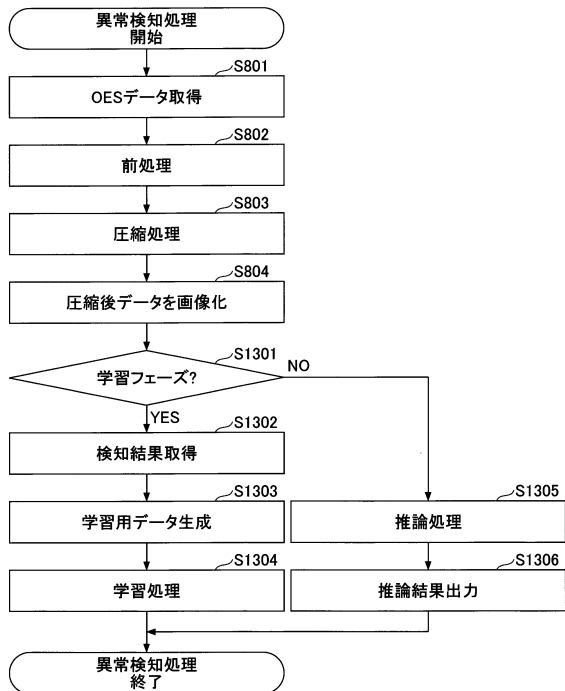 異常検知処理
開始
S801
OESデータ取得
S802
前処理
S803
圧縮処理
S804
圧縮後データを画像化
S1301
学習フェーズ?
NO
YES
S1302
検知結果取得
S1303
学習用データ生成
S1304
学習処理
S1305
推論処理
S1306
推論結果出力
異常検知処理
終了